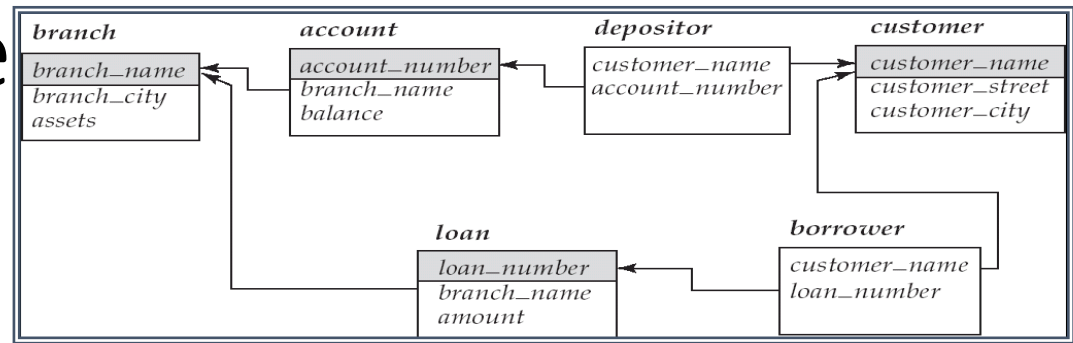 e
branch
branch_name
branch_city
assets
account
account_number
branch_name
balance
depositor
customer_name
account_number
customer
customer_name
customer_street
customer_city
loan
loan_number
branch_name
amount
borrower
customer_name
loan_number